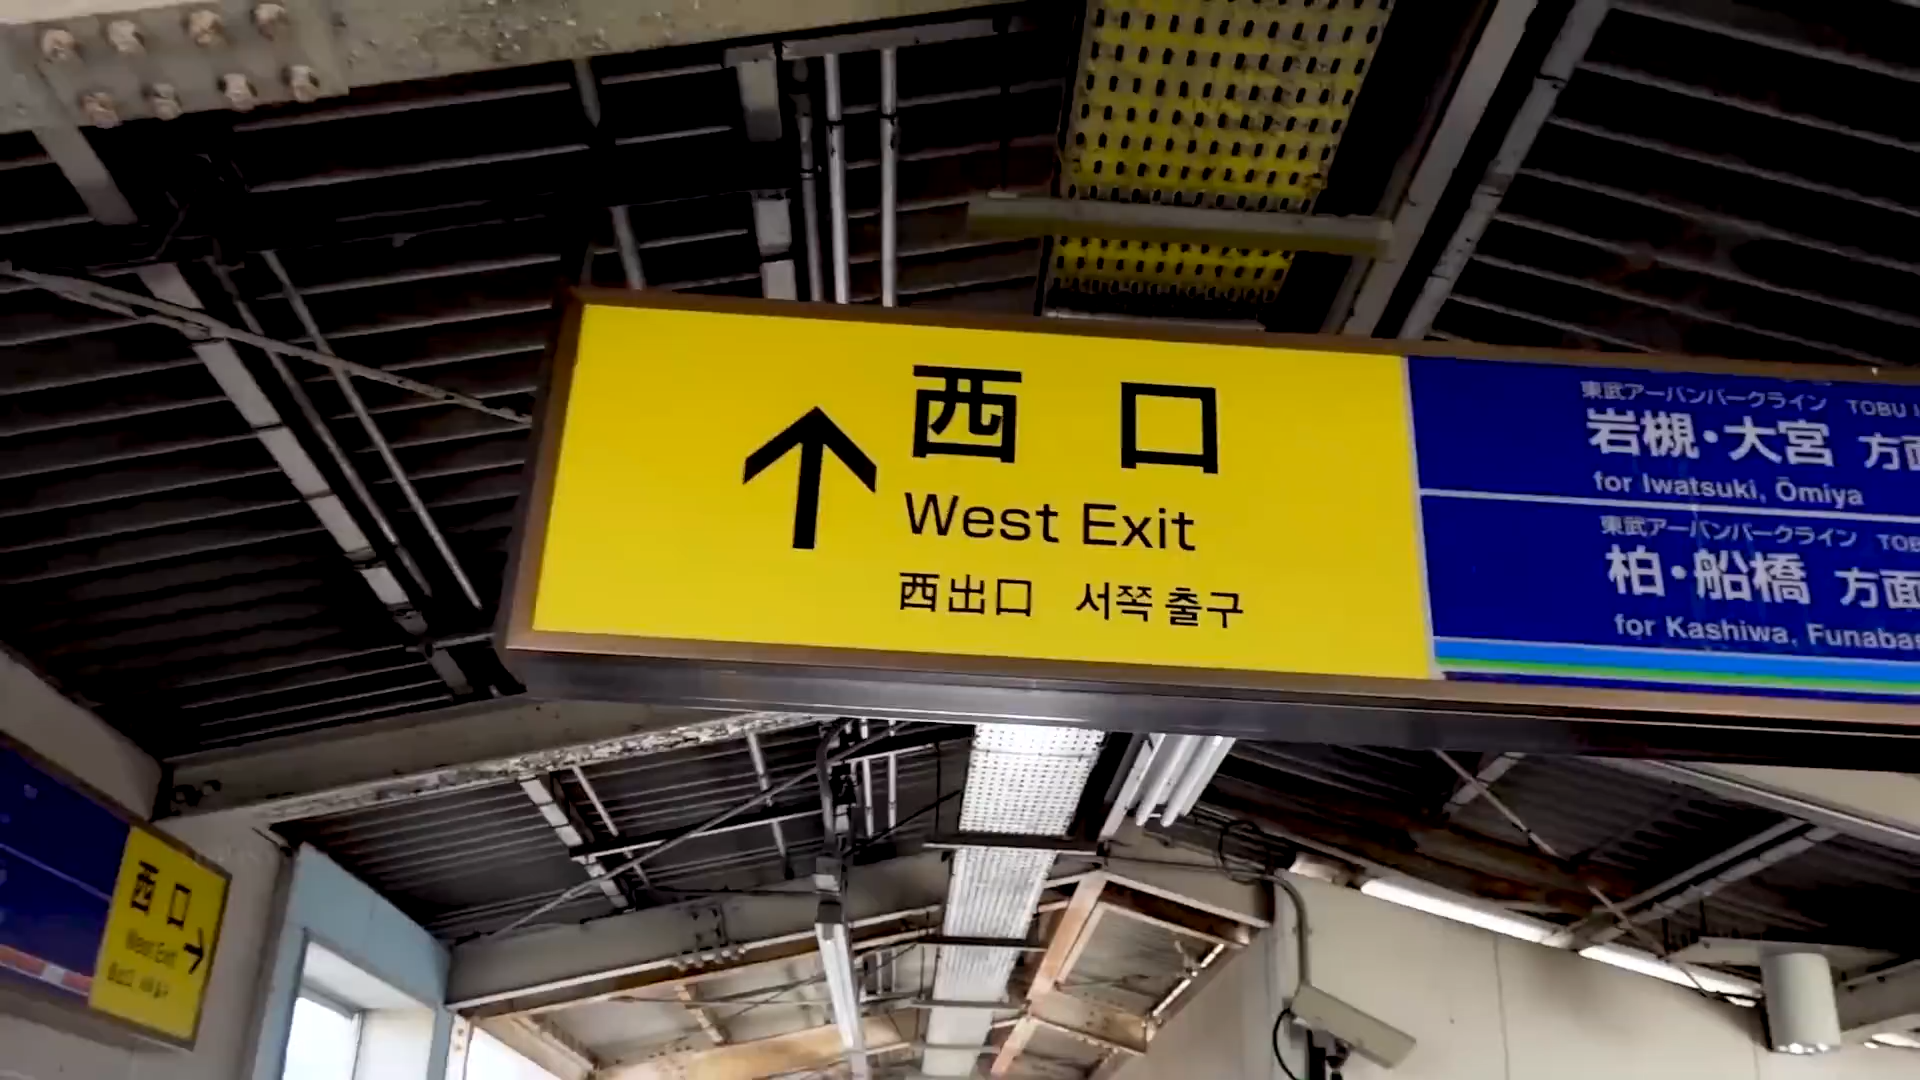 西 口
West Exit
西出口 서쪽 출구
東武アーバンパークライン TOBU
岩槻・大宮 方面
for Iwatsuki, Ōmiya
東武アーバンパークライン
柏・船橋 方面
for Kashiwa,
西 口
West Exit